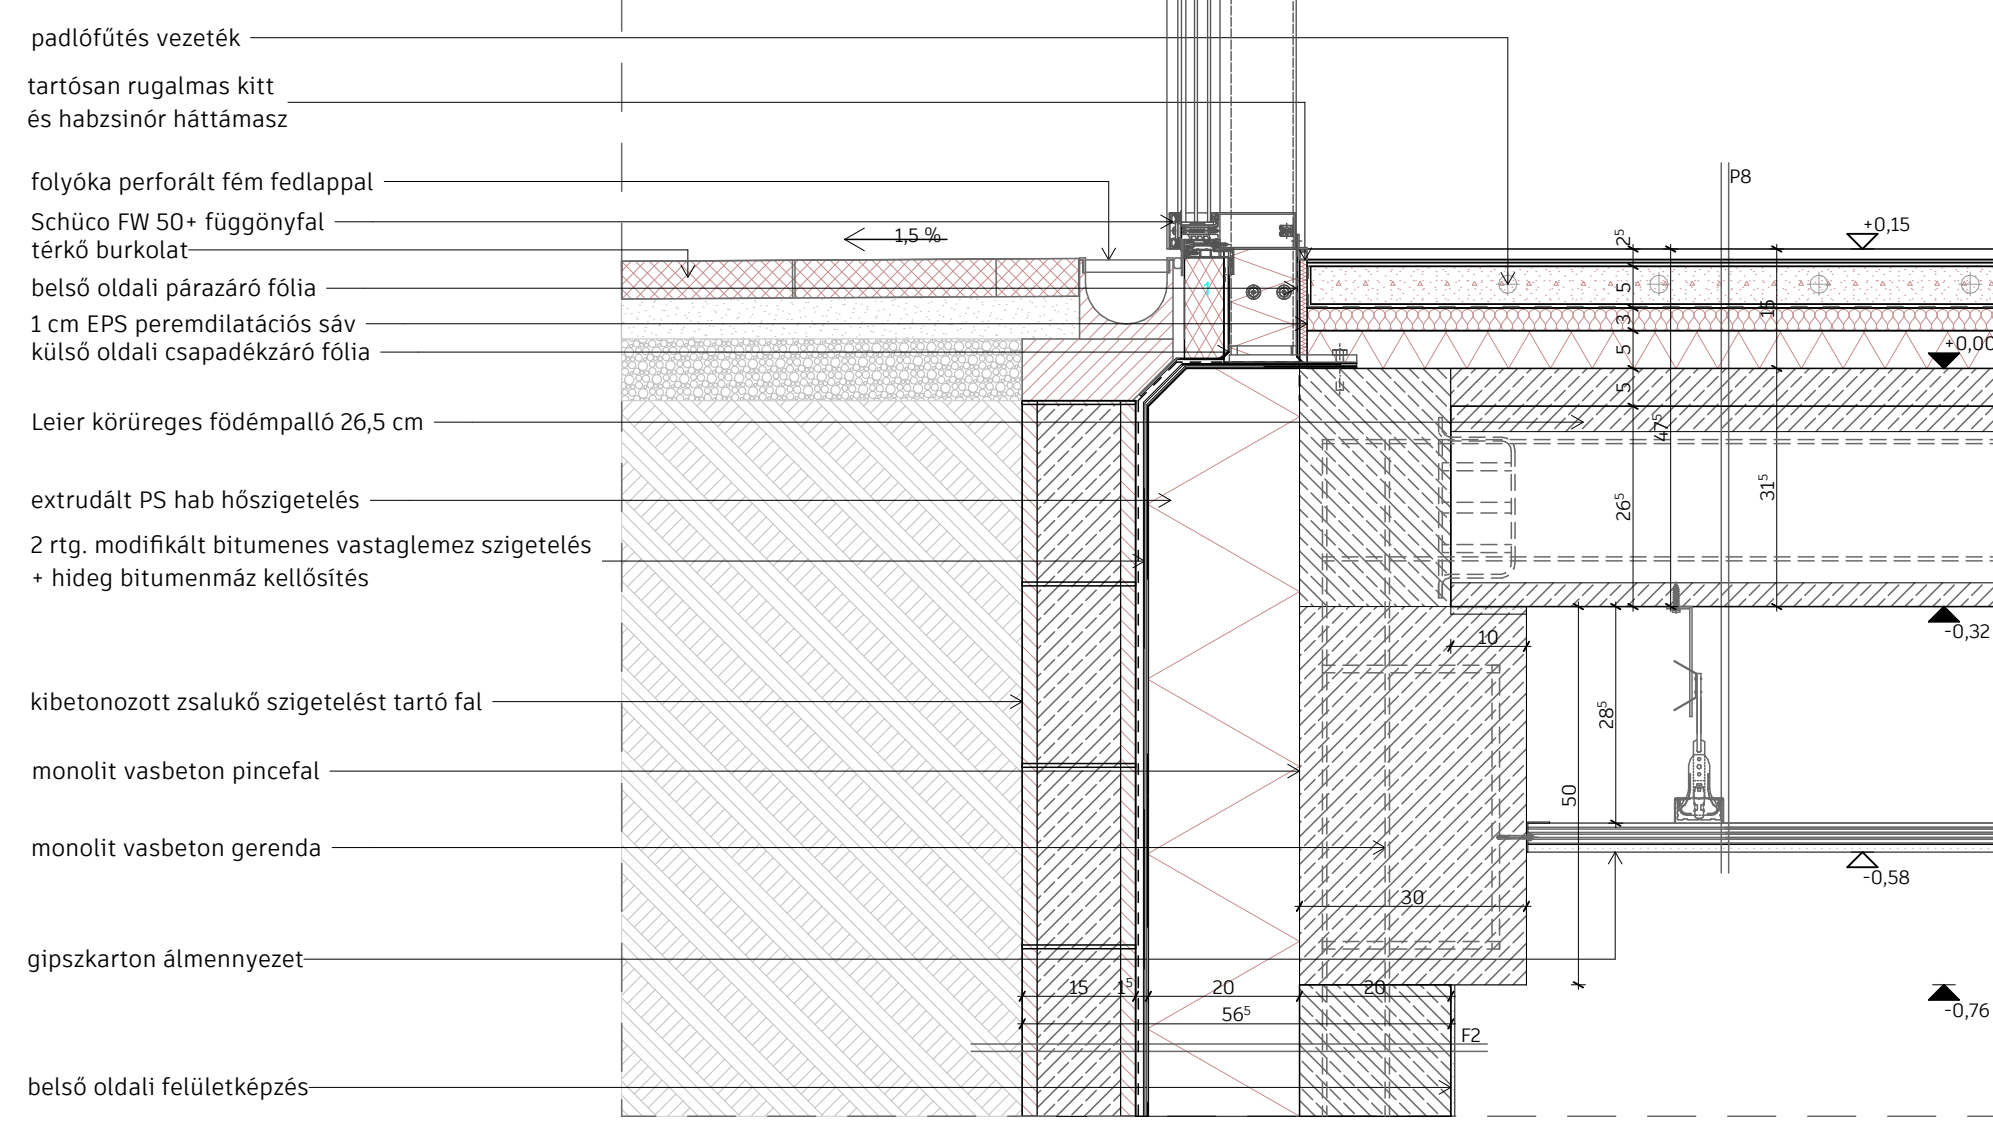 padlófűtés vezeték
tartósan rugalmas kitt
és habzsinór háttámasz
folyóka perforált fém fedlappal
Schüco FW 50+ függönyfal
térkő burkolat
belső oldali párazáró fólia
1 cm EPS peremdilatációs sáv
külső oldali csapadékzáró fólia
Leier körüreges födémpalló 26,5 cm
extrudált PS hab hőszigetelés
2 rtg. modifikált bitumenes vastaglemez szigetelés
+ hideg bitumenmáz kellősítés
kibetonozott zsalukő szigetelést tartó fal
monolit vasbeton pincefal
monolit vasbeton gerenda
gipszkarton álmennyezet
belső oldali felületképzés
1,5 %
1
P8
+0,15
2⁵
5
3
5
5
15
+0,00
47⁵
26⁵
31⁵
-0,32
10
28⁵
50
-0,58
30
15
1⁵
20
20
56⁵
-0,76
F2